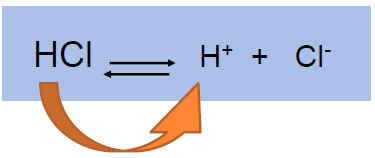 HCl ⇌ H⁺ + Cl⁻